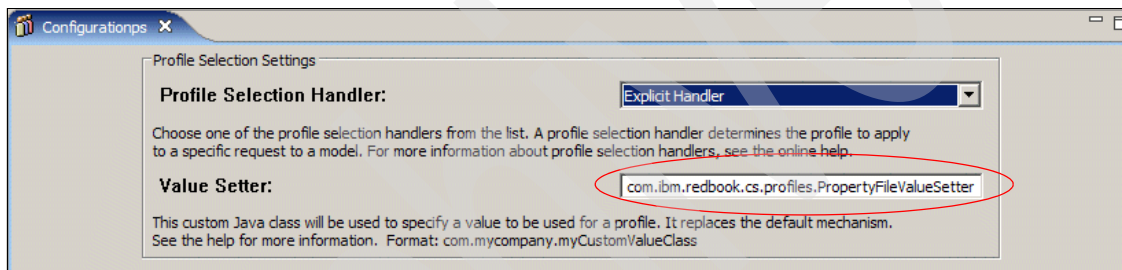 Configurationps
Profile Selection Settings
Profile Selection Handler:
Explicit Handler
Choose one of the profile selection handlers from the list. A profile selection handler determines the profile to apply
to a specific request to a model. For more information about profile selection handlers, see the online help.
Value Setter:
com.ibm.redbook.cs.profiles.PropertyFileValueSetter
This custom Java class will be used to specify a value to be used for a profile. It replaces the default mechanism.
See the help for more information. Format: com.mycompany.myCustomValueClass